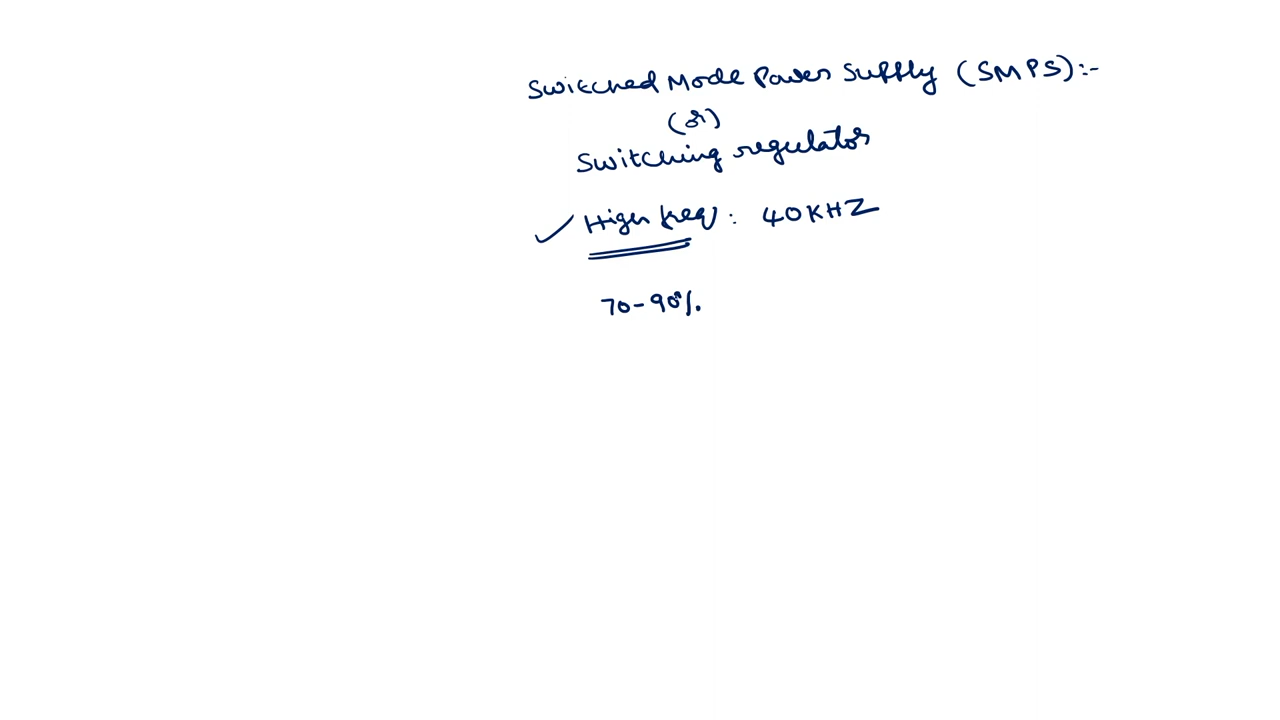 Switched Mode Power Supply (SMPS):-
(or)
Switching regulator
✓ High freq : 40KHZ
70-90%.